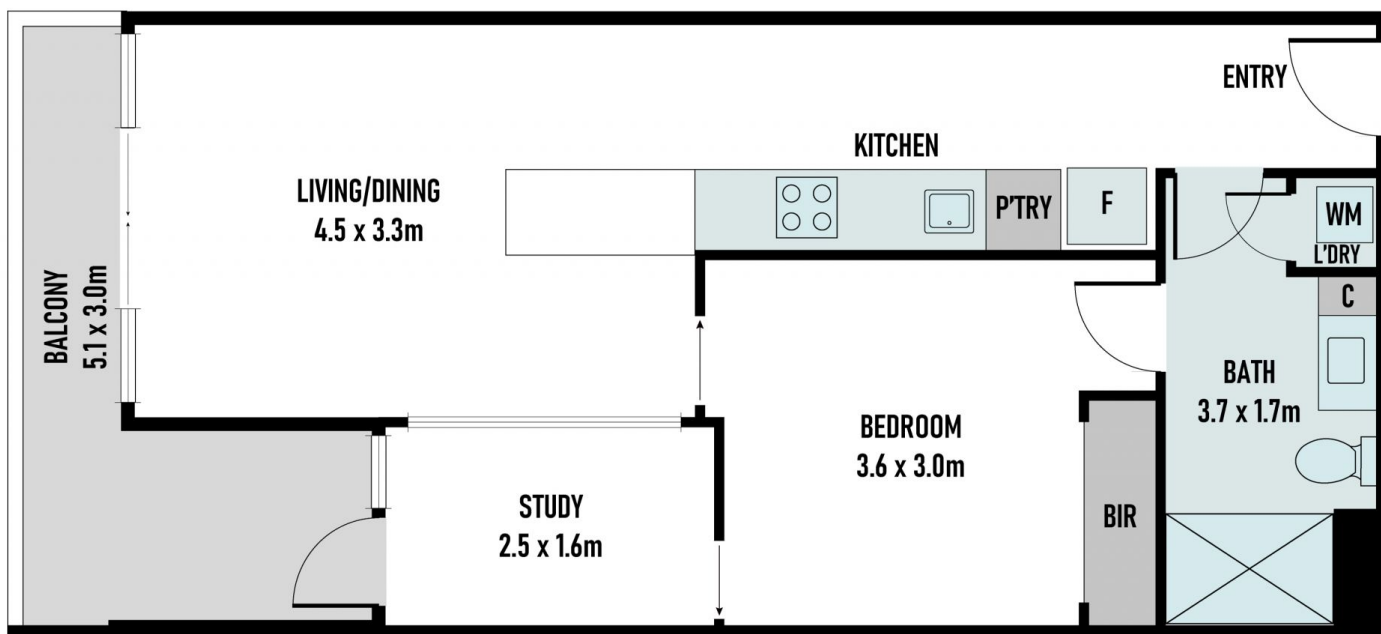 ENTRY
KITCHEN
LIVING/DINING
4.5 x 3.3m
P'TRY
F
WM
L'DRY
C
BALCONY
5.1 x 3.0m
BATH
3.7 x 1.7m
BEDROOM
3.6 x 3.0m
STUDY
2.5 x 1.6m
BIR